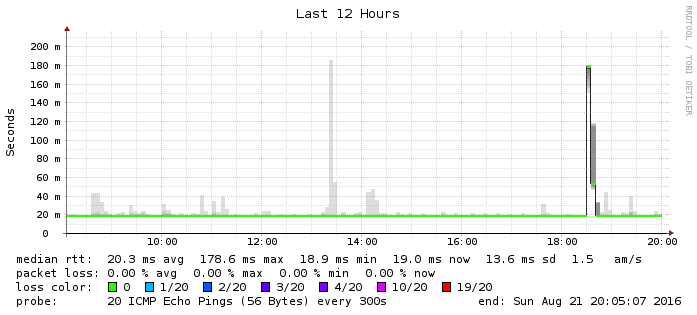 Last 12 Hours
RRDTOOL / TOBI OETIKER
Seconds
200 m
180 m
160 m
140 m
120 m
100 m
80 m
60 m
40 m
20 m
0
10:00 12:00 14:00 16:00 18:00 20:00
median rtt: 20.3 ms avg 178.6 ms max 18.9 ms min 19.0 ms now 13.6 ms sd 1.5 am/s
packet loss: 0.00 % avg 0.00 % max 0.00 % min 0.00 % now
loss color: 0 1/20 2/20 3/20 4/20 10/20 19/20
probe: 20 ICMP Echo Pings (56 Bytes) every 300s end: Sun Aug 21 20:05:07 2016